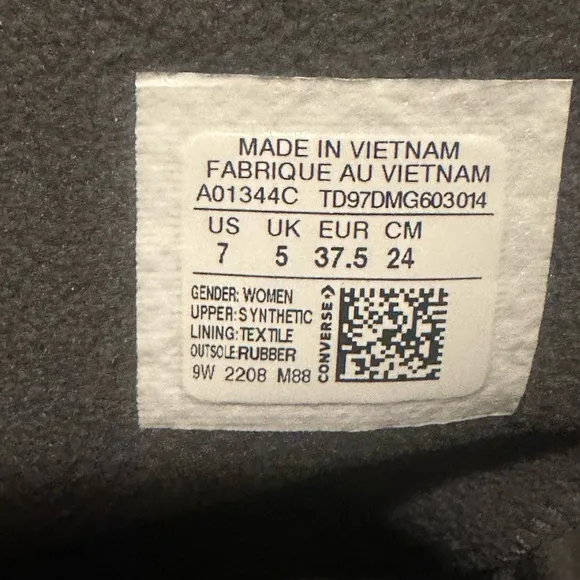 MADE IN VIETNAM
FABRIQUE AU VIETNAM
A01344C TD97DMG603014
US UK EUR CM
7 5 37.5 24
GENDER: WOMEN
UPPER: SYNTHETIC
LINING: TEXTILE
OUTSOLE: RUBBER
9W 2208 M88
CONVERSE